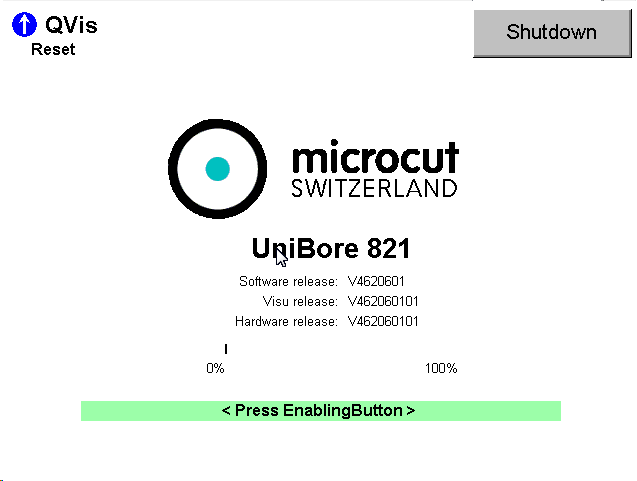 QVis
Reset
Shutdown
microcut
SWITZERLAND
UniBore 821
Software release: V4620601
Visu release: V462060101
Hardware release: V462060101
0% 100%
< Press EnablingButton >